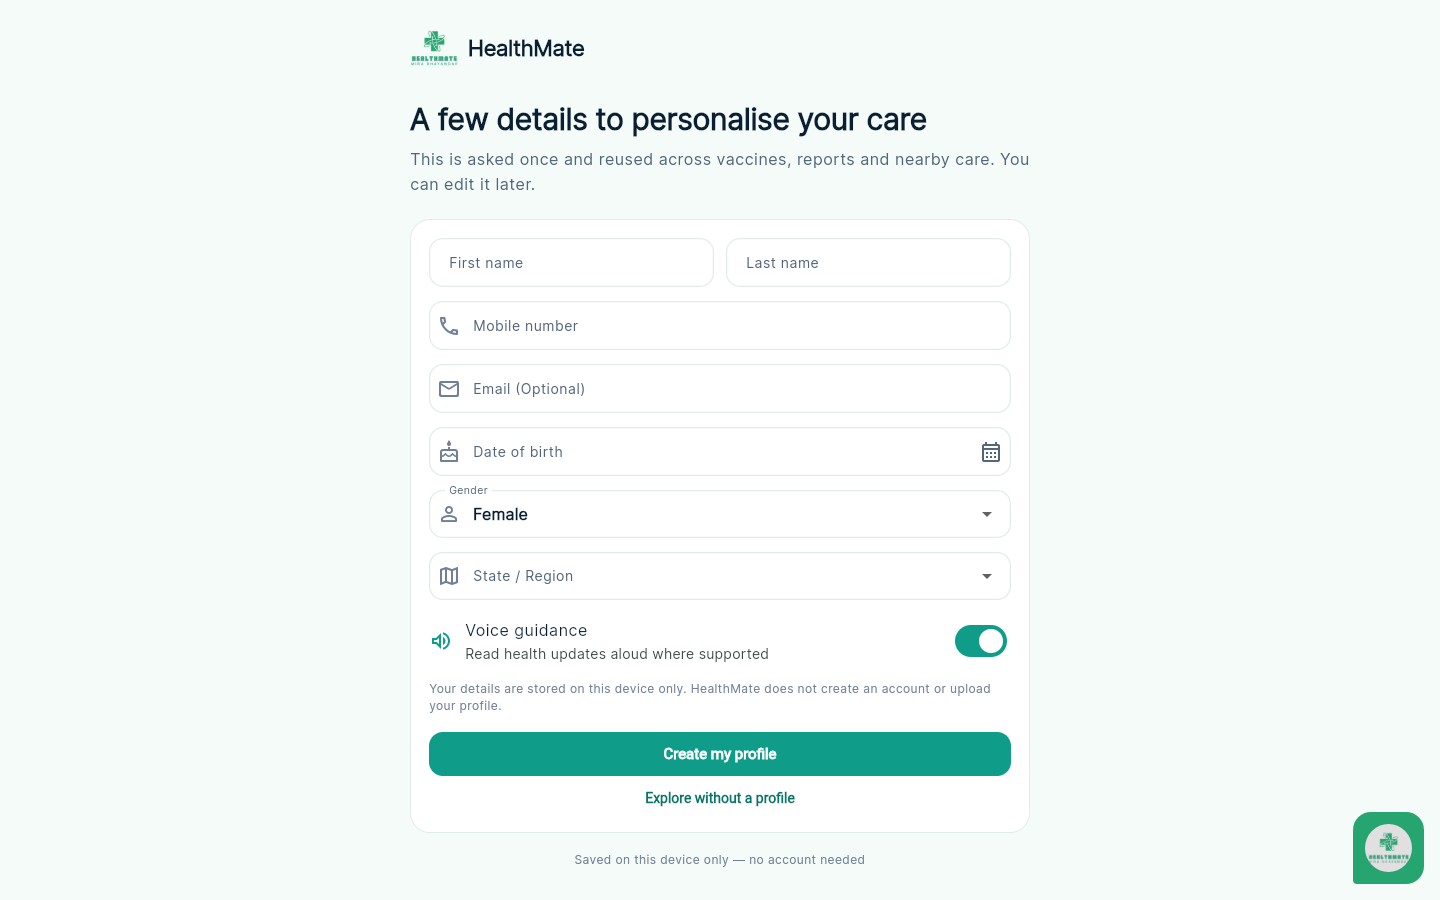 HEALTHMATE
MIRA BHAYANDAR
HealthMate
A few details to personalise your care
This is asked once and reused across vaccines, reports and nearby care. You
can edit it later.
First name
Last name
Mobile number
Email (Optional)
Date of birth
Gender
Female
State / Region
Voice guidance
Read health updates aloud where supported
Your details are stored on this device only. HealthMate does not create an account or upload
your profile.
Create my profile
Explore without a profile
Saved on this device only — no account needed
HEALTHMATE